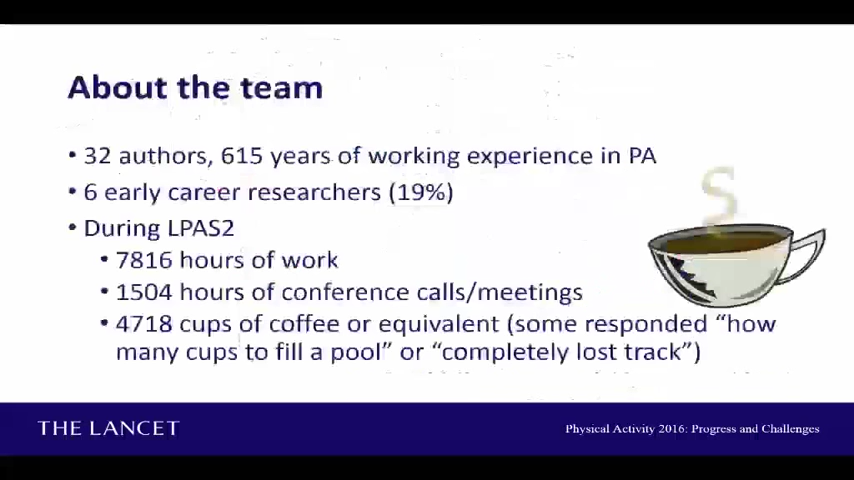 About the team
• 32 authors, 615 years of working experience in PA
• 6 early career researchers (19%)
• During LPAS2
• 7816 hours of work
• 1504 hours of conference calls/meetings
• 4718 cups of coffee or equivalent (some responded “how
many cups to fill a pool” or “completely lost track”)
THE LANCET
Physical Activity 2016: Progress and Challenges